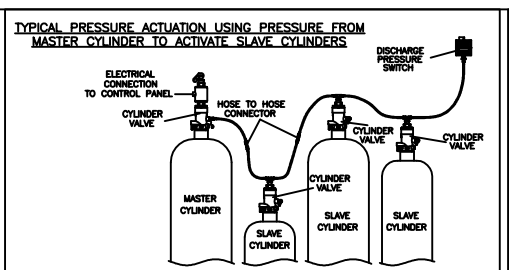 TYPICAL PRESSURE ACTUATION USING PRESSURE FROM
MASTER CYLINDER TO ACTIVATE SLAVE CYLINDERS
DISCHARGE
PRESSURE
SWITCH
ELECTRICAL
CONNECTION
TO CONTROL PANEL
CYLINDER
VALVE
HOSE TO HOSE
CONNECTOR
CYLINDER
VALVE
CYLINDER
VALVE
CYLINDER
VALVE
MASTER
CYLINDER
SLAVE
CYLINDER
SLAVE
CYLINDER
SLAVE
CYLINDER